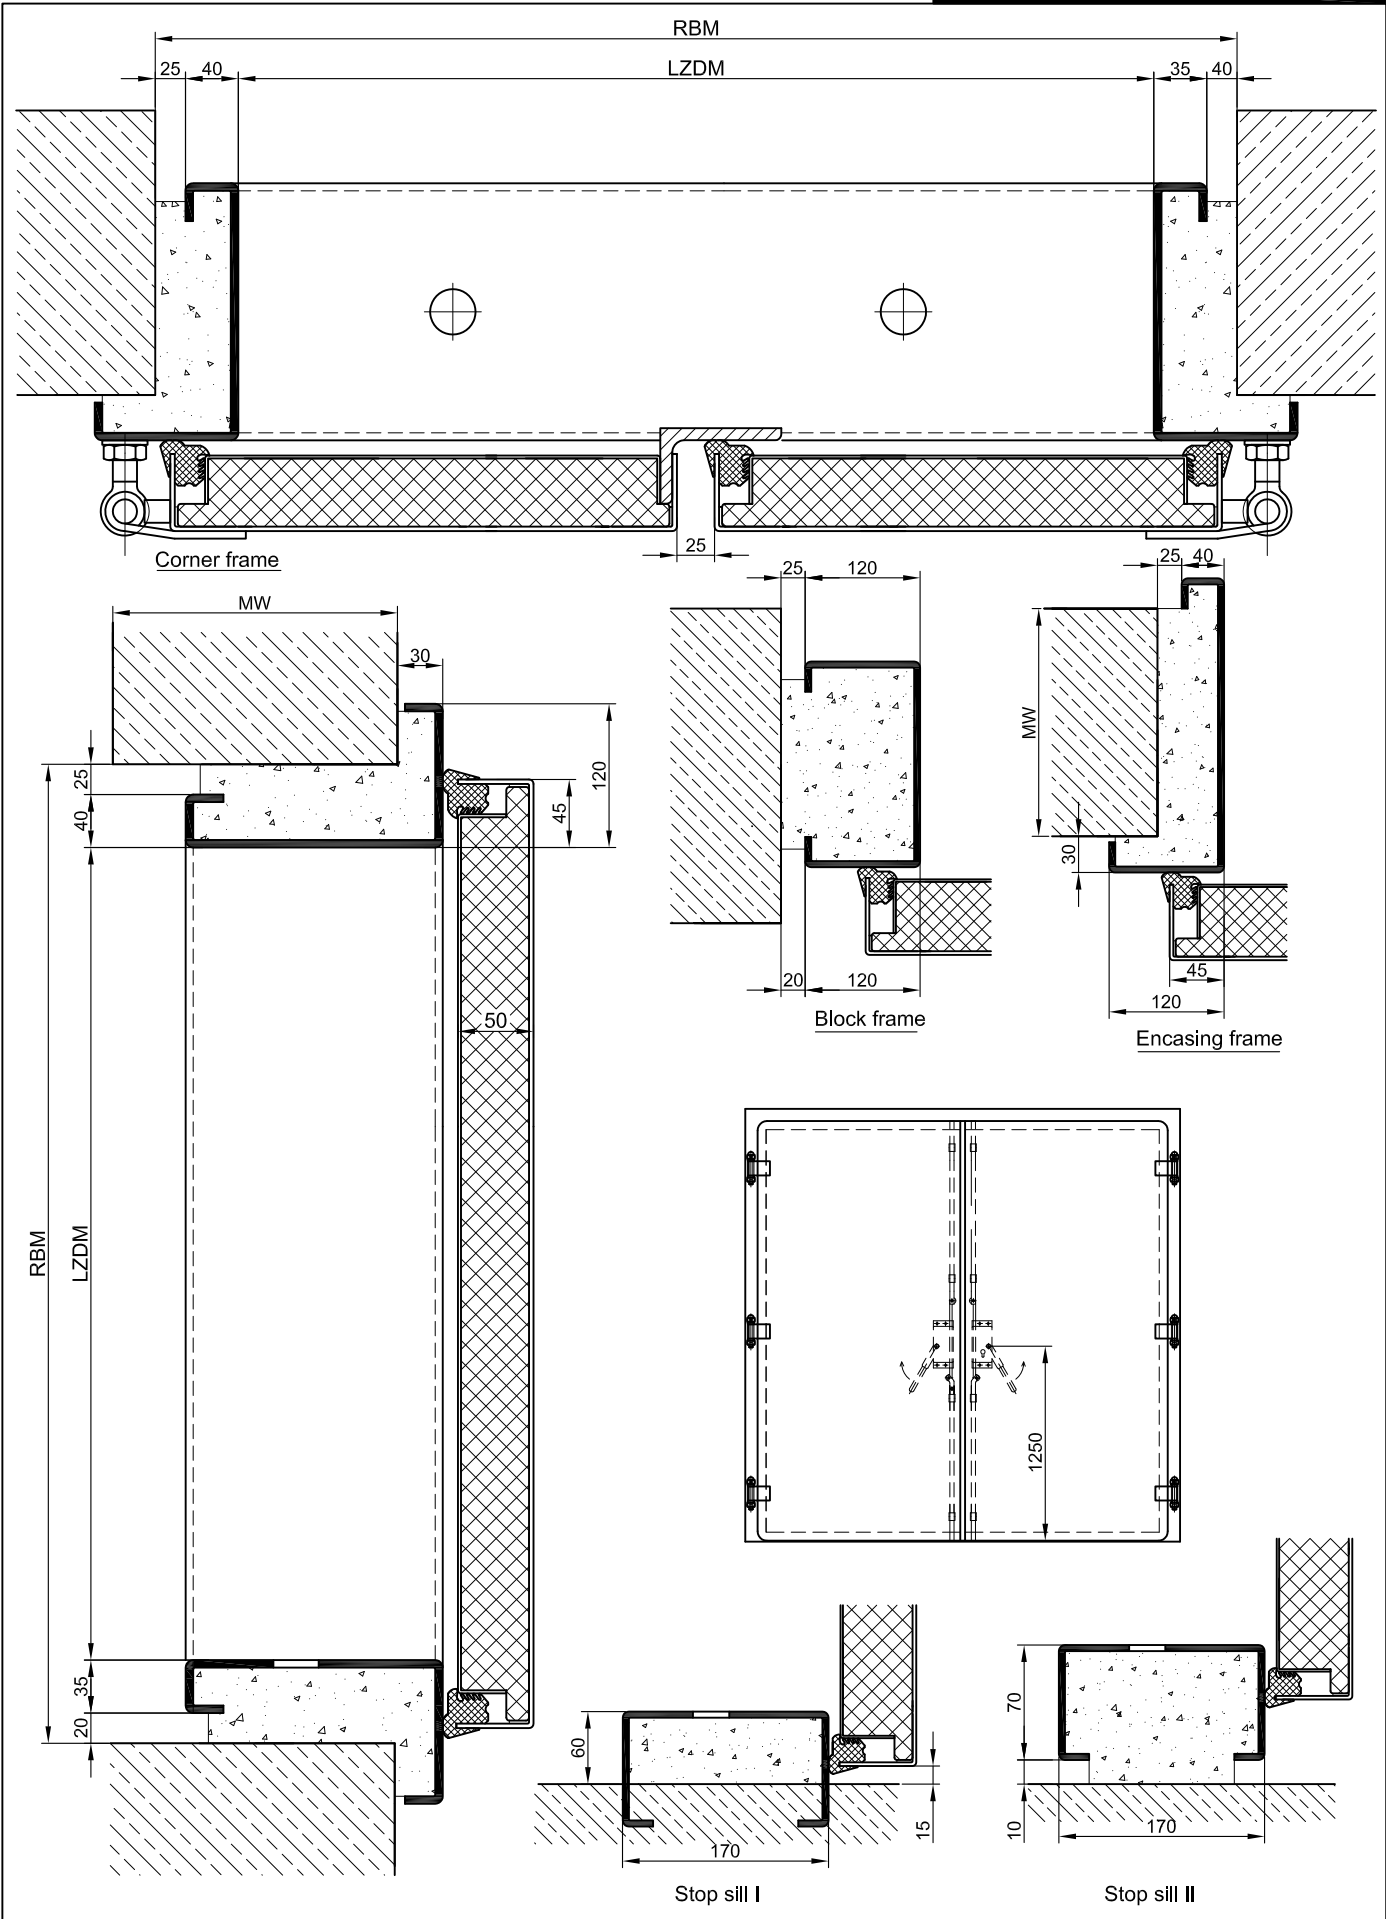 RBM
25 40 LZDM 35 40
25
Corner frame
25 120
25 40
MW
30
120
45
25
40
MW
30
50
20 120
Block frame
45
120
Encasing frame
RBM
LZDM
1250
35
20
60
15
170
Stop sill I
70
10
170
Stop sill II